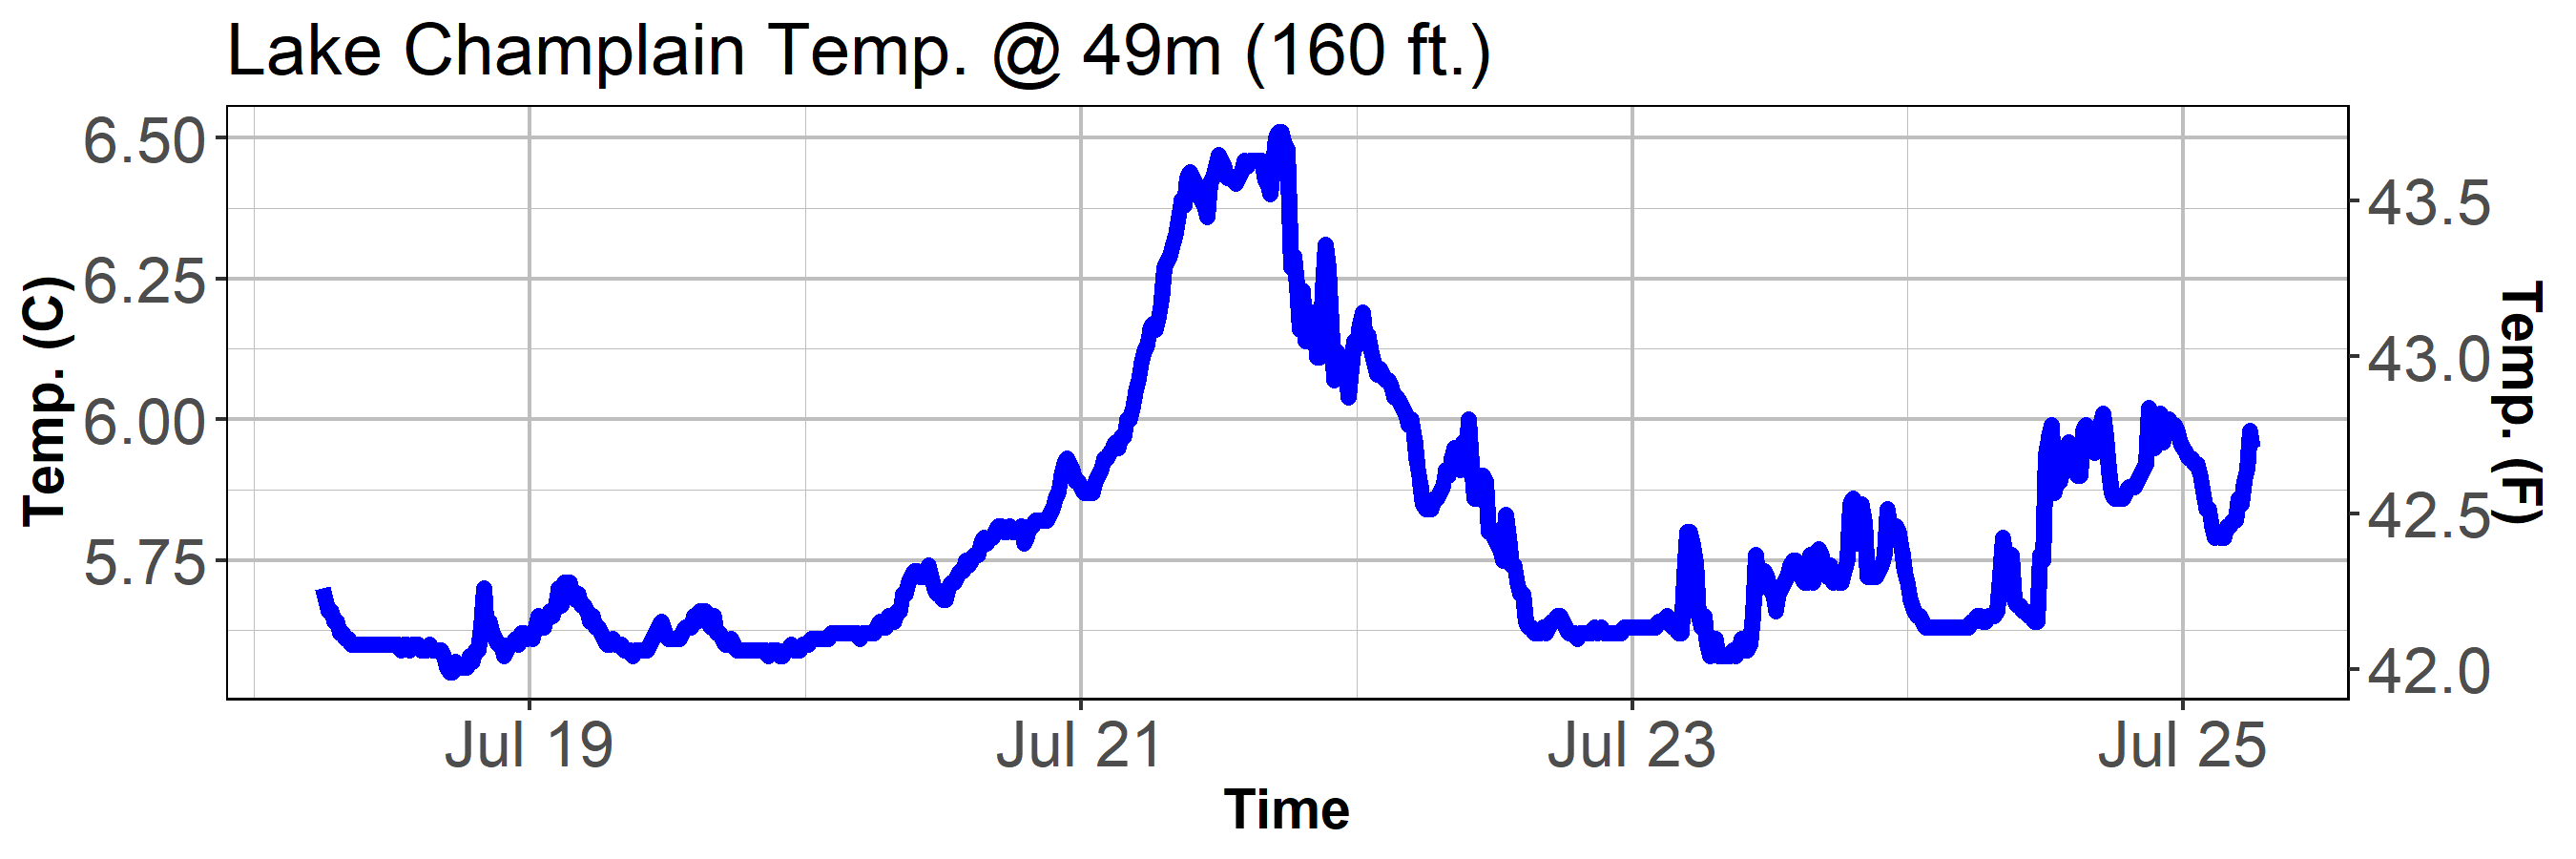 Lake Champlain Temp. @ 49m (160 ft.)
6.50
6.25
6.00
5.75
Temp. (C)
43.5
43.0
42.5
42.0
Temp. (F)
Jul 19 Jul 21 Jul 23 Jul 25
Time